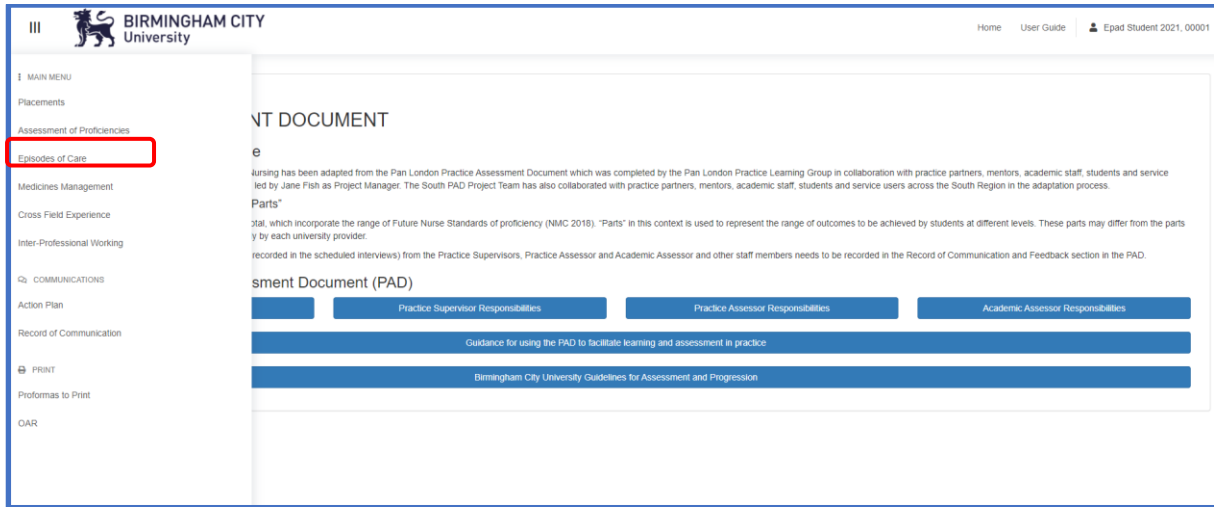 BIRMINGHAM CITY
University
Home User Guide Epad Student 2021, 00001
MAIN MENU
Placements
Assessment of Proficiencies
Episodes of Care
Medicines Management
Cross Field Experience
Inter-Professional Working
COMMUNICATIONS
Action Plan
Record of Communication
PRINT
Proformas to Print
OAR
NT DOCUMENT
e
Nursing has been adapted from the Pan London Practice Assessment Document which was completed by the Pan London Practice Learning Group in collaboration with practice partners, mentors, academic staff, students and service
led by Jane Fish as Project Manager. The South PAD Project Team has also collaborated with practice partners, mentors, academic staff, students and service users across the South Region in the adaptation process.
Parts"
otal, which incorporate the range of Future Nurse Standards of proficiency (NMC 2018). "Parts" in this context is used to represent the range of outcomes to be achieved by students at different levels. These parts may differ from the parts
y by each university provider.
recorded in the scheduled interviews) from the Practice Supervisors, Practice Assessor and Academic Assessor and other staff members needs to be recorded in the Record of Communication and Feedback section in the PAD.
sment Document (PAD)
Practice Supervisor Responsibilities Practice Assessor Responsibilities Academic Assessor Responsibilities
Guidance for using the PAD to facilitate learning and assessment in practice
Birmingham City University Guidelines for Assessment and Progression